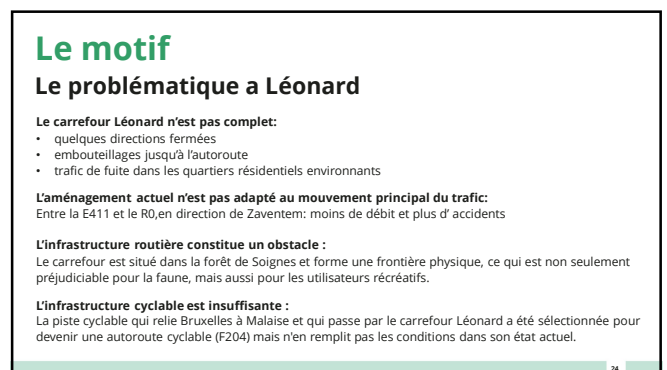 Le motif
Le problématique a Léonard
Le carrefour Léonard n’est pas complet:
• quelques directions fermées
• embouteillages jusqu’à l’autoroute
• trafic de fuite dans les quartiers résidentiels environnants
L’aménagement actuel n’est pas adapté au mouvement principal du trafic:
Entre la E411 et le R0,en direction de Zaventem: moins de débit et plus d’ accidents
L’infrastructure routière constitue un obstacle :
Le carrefour est situé dans la forêt de Soignes et forme une frontière physique, ce qui est non seulement
préjudiciable pour la faune, mais aussi pour les utilisateurs récréatifs.
L’infrastructure cyclable est insuffisante :
La piste cyclable qui relie Bruxelles à Malaise et qui passe par le carrefour Léonard a été sélectionnée pour
devenir une autoroute cyclable (F204) mais n'en remplit pas les conditions dans son état actuel.
24